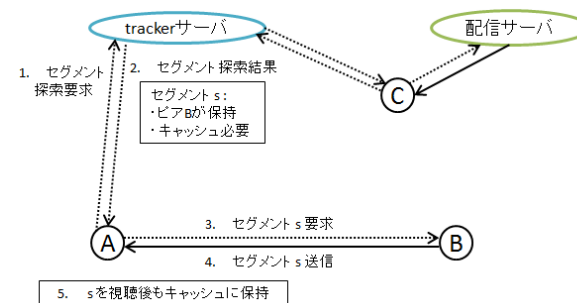 trackerサーバ
配信サーバ
1. セグメント
探索要求
2. セグメント探索結果
セグメント s:
・ピアBが保持
・キャッシュ必要
C
3. セグメント s 要求
A
B
4. セグメント s 送信
5. sを視聴後もキャッシュに保持